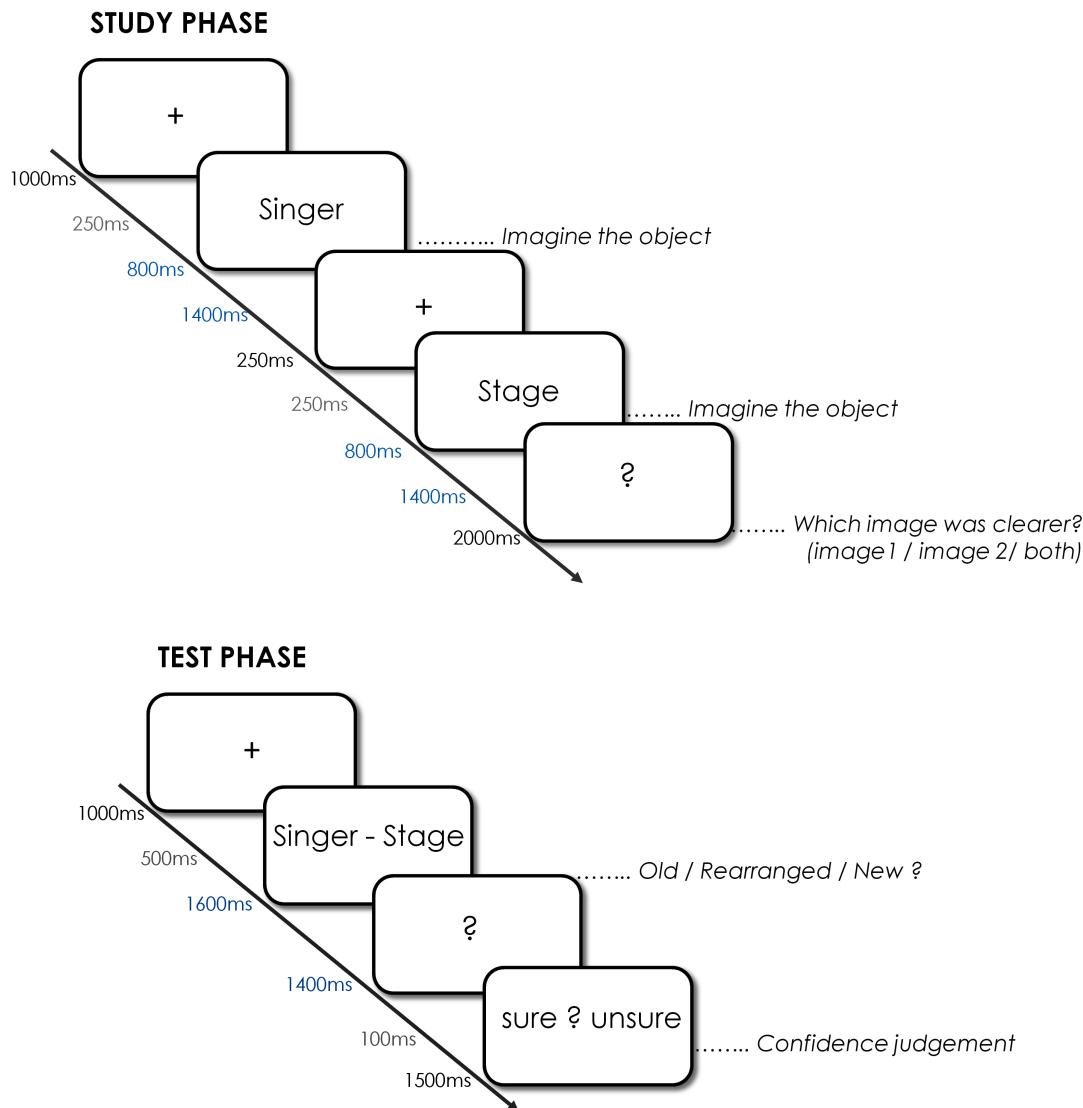 STUDY PHASE
+
1000ms
Singer
250ms
……….. Imagine the object
800ms
+
1400ms
250ms
Stage
250ms
…….. Imagine the object
800ms
?
1400ms
2000ms
…….. Which image was clearer?
(image1 / image 2/ both)
TEST PHASE
+
1000ms
Singer - Stage
500ms
…….. Old / Rearranged / New ?
1600ms
?
1400ms
sure ? unsure
100ms
…….. Confidence judgement
1500ms